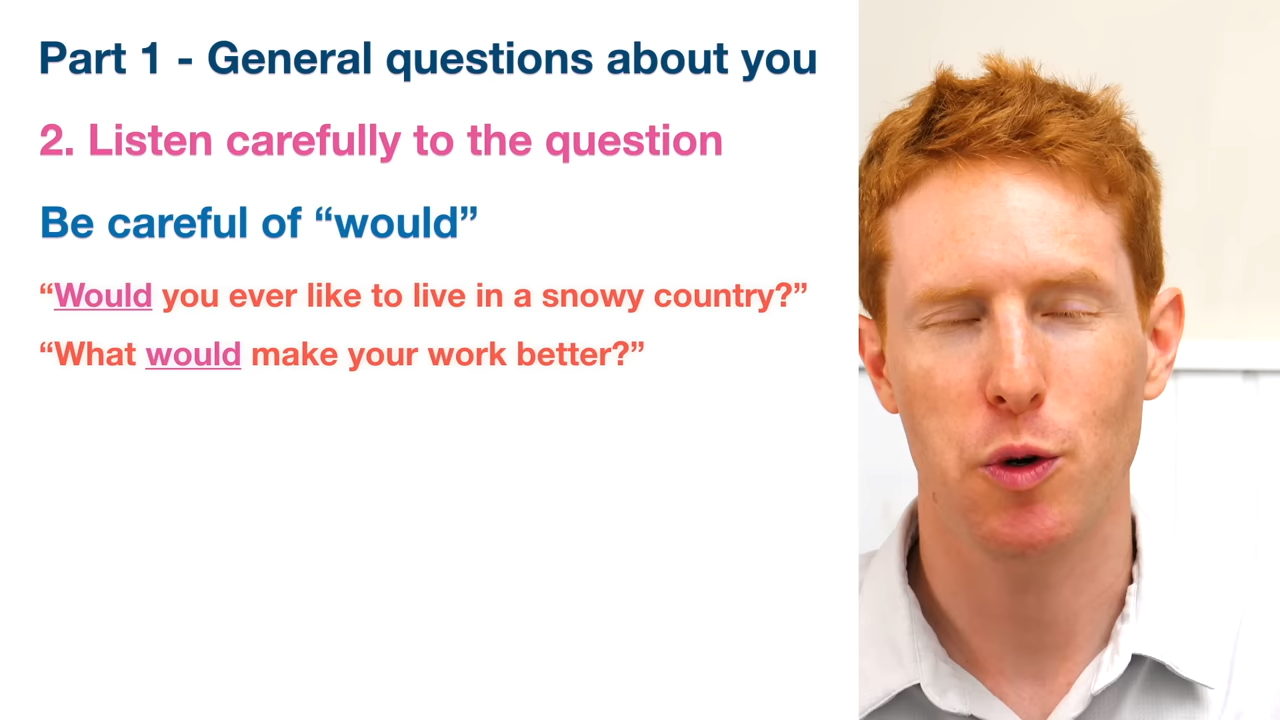 Part 1 - General questions about you
2. Listen carefully to the question
Be careful of “would”
“Would you ever like to live in a snowy country?”
“What would make your work better?”